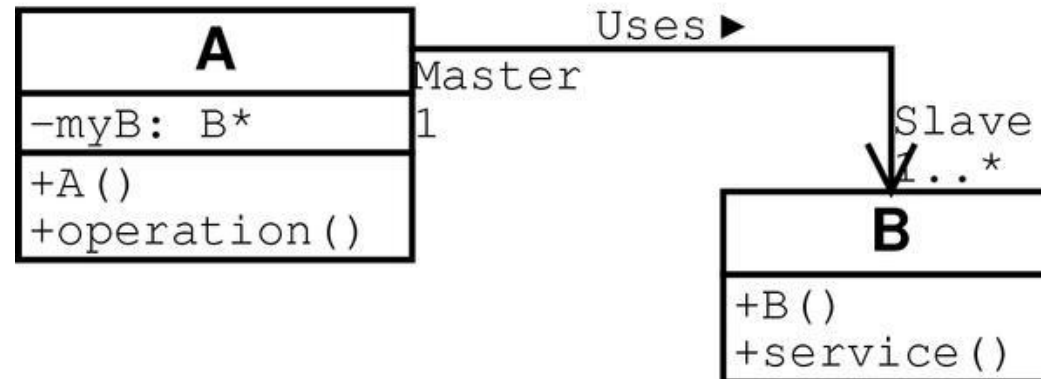 A
-myB: B*
+A()
+operation()
Uses ►
Master
1
Slave
1..*
B
+B()
+service()